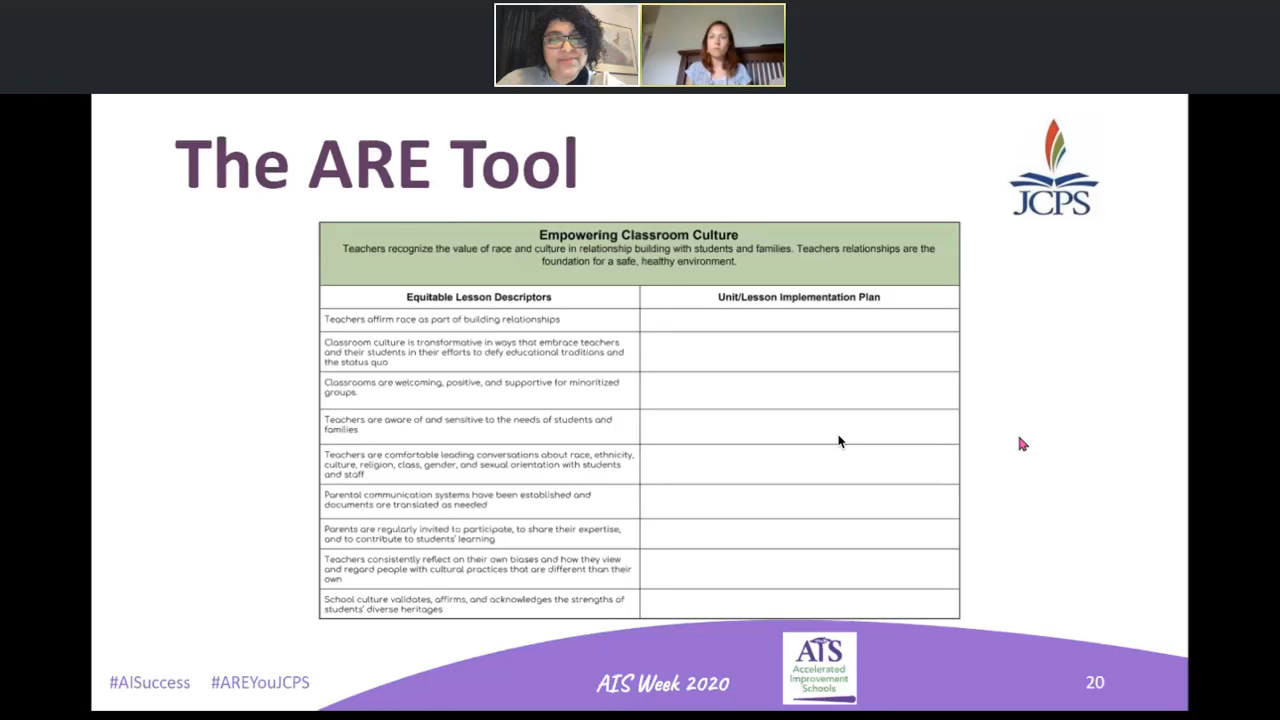 The ARE Tool
JCPS
Empowering Classroom Culture
Teachers recognize the value of race and culture in relationship building with students and families. Teachers relationships are the
foundation for a safe, healthy environment.
Equitable Lesson Descriptors
Unit/Lesson Implementation Plan
Teachers affirm race as part of building relationships
Classroom culture is transformative in ways that embrace teachers
and their students in their efforts to defy educational traditions and
the status quo
Classrooms are welcoming, positive, and supportive for minoritized
groups.
Teachers are aware of and sensitive to the needs of students and
families
Teachers are comfortable leading conversations about race, ethnicity,
culture, religion, class, gender, and sexual orientation with students
and staff
Parental communication systems have been established and
documents are translated as needed
Parents are regularly invited to participate, to share their expertise,
and to contribute to students' learning
Teachers consistently reflect on their own biases and how they view
and regard people with cultural practices that are different than their
own
School culture validates, affirms, and acknowledges the strengths of
students' diverse heritages
#AISuccess #AREYouJCPS
AIS Week 2020
AIS
Accelerated
Improvement
Schools
20